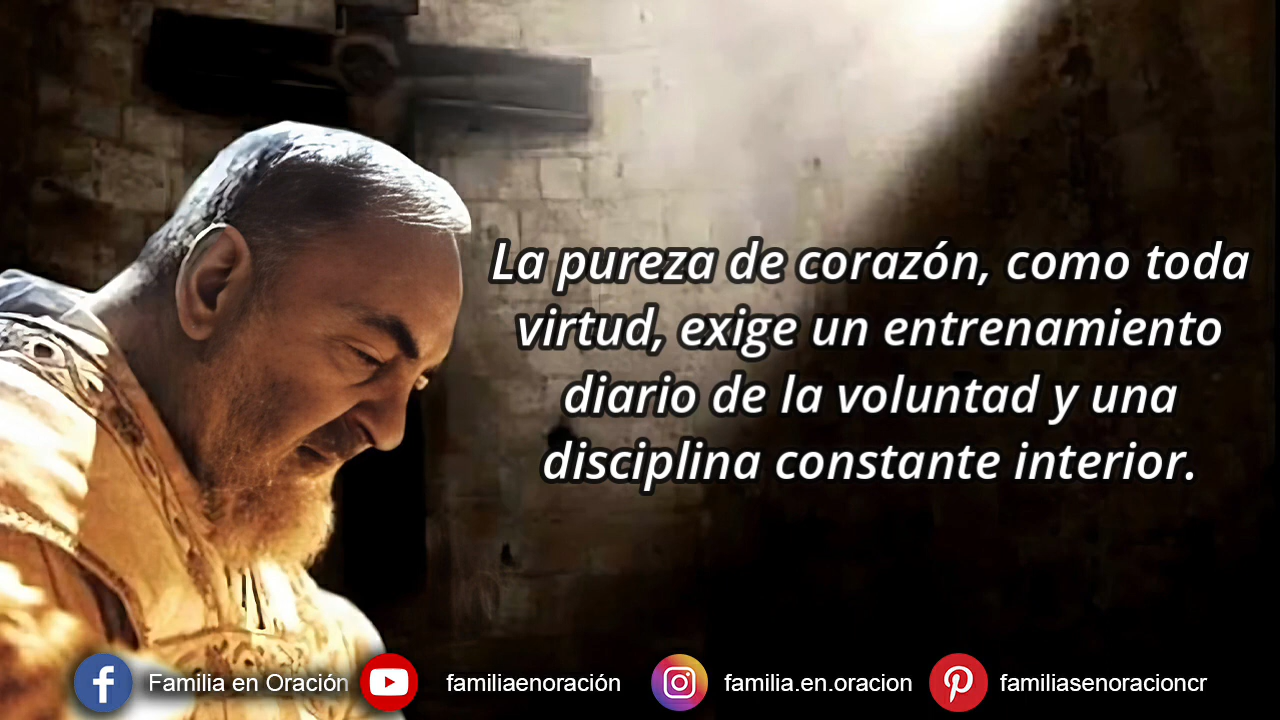 La pureza de corazón, como toda
virtud, exige un entrenamiento
diario de la voluntad y una
disciplina constante interior.
Familia en Oración
familiaenoración
familia.en.oracion
familiasenoracioncr